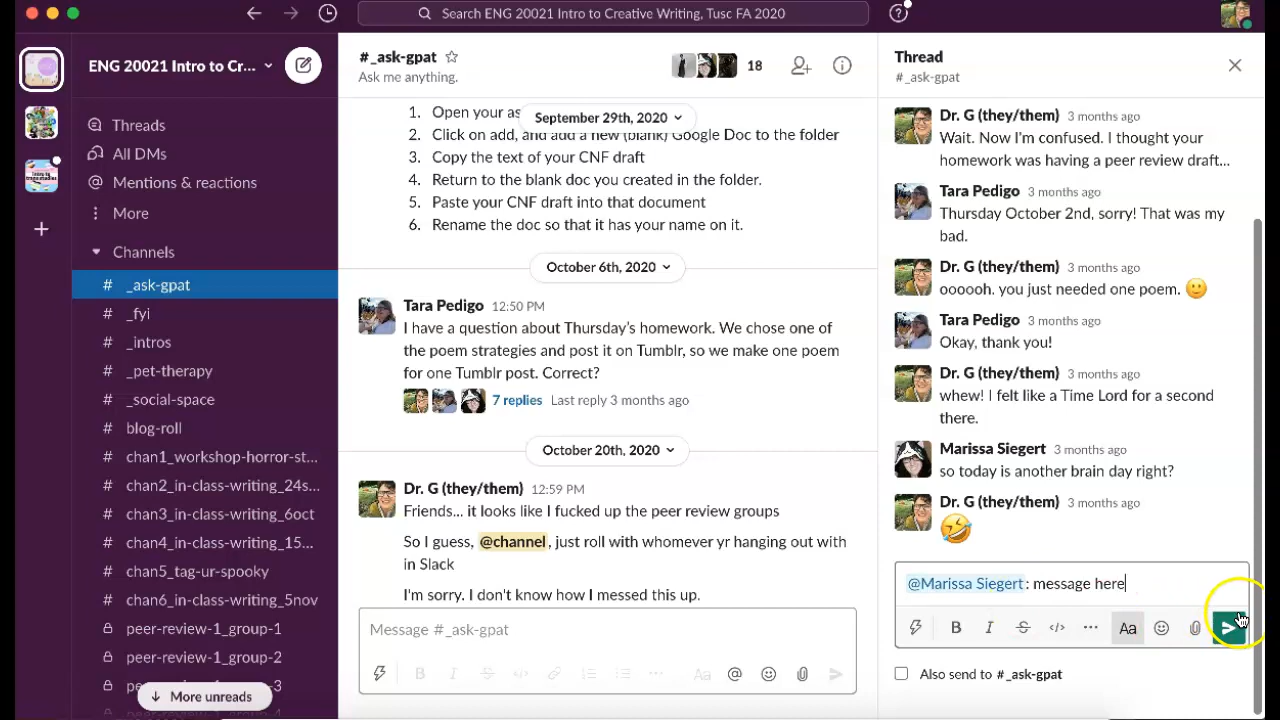 Search ENG 20021 Intro to Creative Writing, Tusc FA 2020
ENG 20021 Intro to Cr...
Threads
All DMs
Mentions & reactions
More
Channels
# _ask-gpat
# _fyi
# _intros
# _pet-therapy
# _social-space
# blog-roll
# chan1_workshop-horror-st...
# chan2_in-class-writing_24s...
# chan3_in-class-writing_6oct
# chan4_in-class-writing_15...
# chan5_tag-ur-spooky
# chan6_in-class-writing_5nov
peer-review-1_group-1
peer-review-1_group-2
More unreads
#_ask-gpat
Ask me anything.
18
September 29th, 2020
1. Open your as
2. Click on add, and add a new (blank) Google Doc to the folder
3. Copy the text of your CNF draft
4. Return to the blank doc you created in the folder.
5. Paste your CNF draft into that document
6. Rename the doc so that it has your name on it.
October 6th, 2020
Tara Pedigo 12:50 PM
I have a question about Thursday's homework. We chose one of
the poem strategies and post it on Tumblr, so we make one poem
for one Tumblr post. Correct?
7 replies Last reply 3 months ago
October 20th, 2020
Dr. G (they/them) 12:59 PM
Friends... it looks like I fucked up the peer review groups
So I guess, @channel, just roll with whomever yr hanging out with
in Slack
I'm sorry. I don't know how I messed this up.
Message #_ask-gpat
Thread
#_ask-gpat
Dr. G (they/them) 3 months ago
Wait. Now I'm confused. I thought your
homework was having a peer review draft...
Tara Pedigo 3 months ago
Thursday October 2nd, sorry! That was my
bad.
Dr. G (they/them) 3 months ago
oooooh. you just needed one poem. 🙂
Tara Pedigo 3 months ago
Okay, thank you!
Dr. G (they/them) 3 months ago
whew! I felt like a Time Lord for a second
there.
Marissa Siegert 3 months ago
so today is another brain day right?
Dr. G (they/them) 3 months ago
🤣
@Marissa Siegert: message here
Aa
Also send to #_ask-gpat